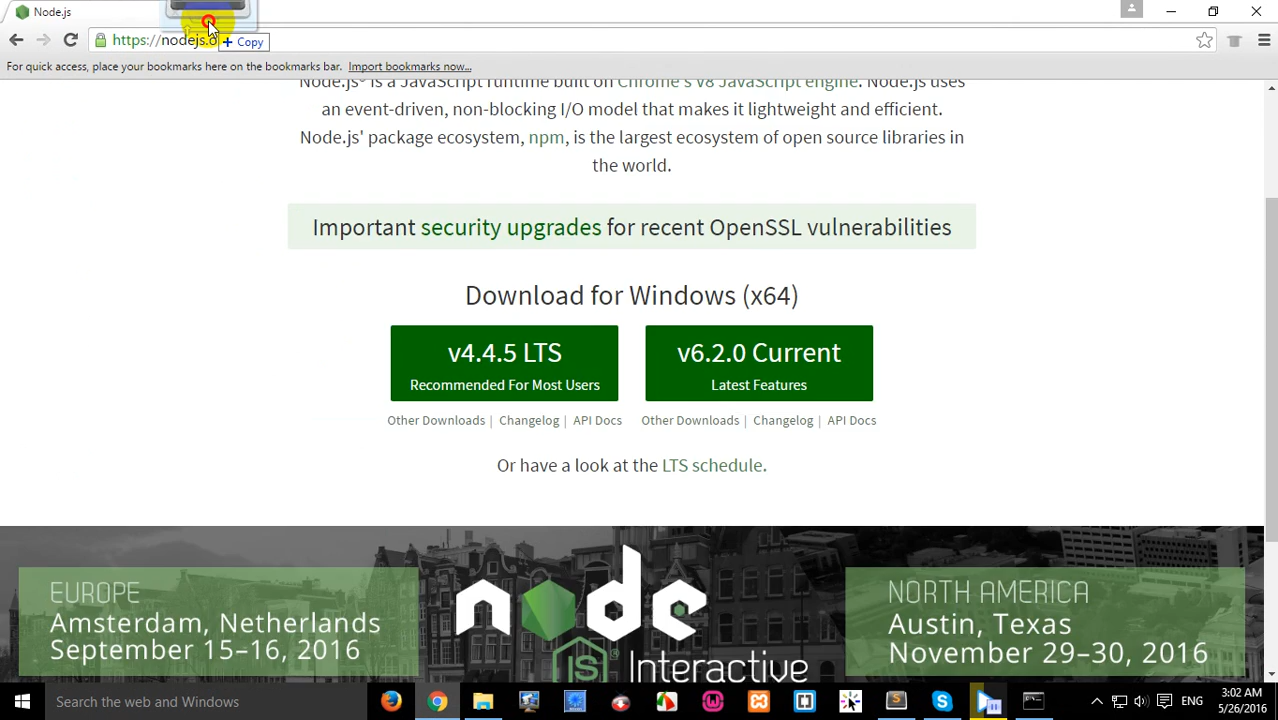 Node.js
https://nodejs.o
+ Copy
For quick access, place your bookmarks here on the bookmarks bar. Import bookmarks now...
Node.js® is a JavaScript runtime built on Chrome's V8 JavaScript engine. Node.js uses
an event-driven, non-blocking I/O model that makes it lightweight and efficient.
Node.js' package ecosystem, npm, is the largest ecosystem of open source libraries in
the world.
Important security upgrades for recent OpenSSL vulnerabilities
Download for Windows (x64)
v4.4.5 LTS
Recommended For Most Users
v6.2.0 Current
Latest Features
Other Downloads | Changelog | API Docs
Other Downloads | Changelog | API Docs
Or have a look at the LTS schedule.
EUROPE
Amsterdam, Netherlands
September 15–16, 2016
node
JS
Interactive
NORTH AMERICA
Austin, Texas
November 29–30, 2016
Search the web and Windows
ENG
3:02 AM
5/26/2016